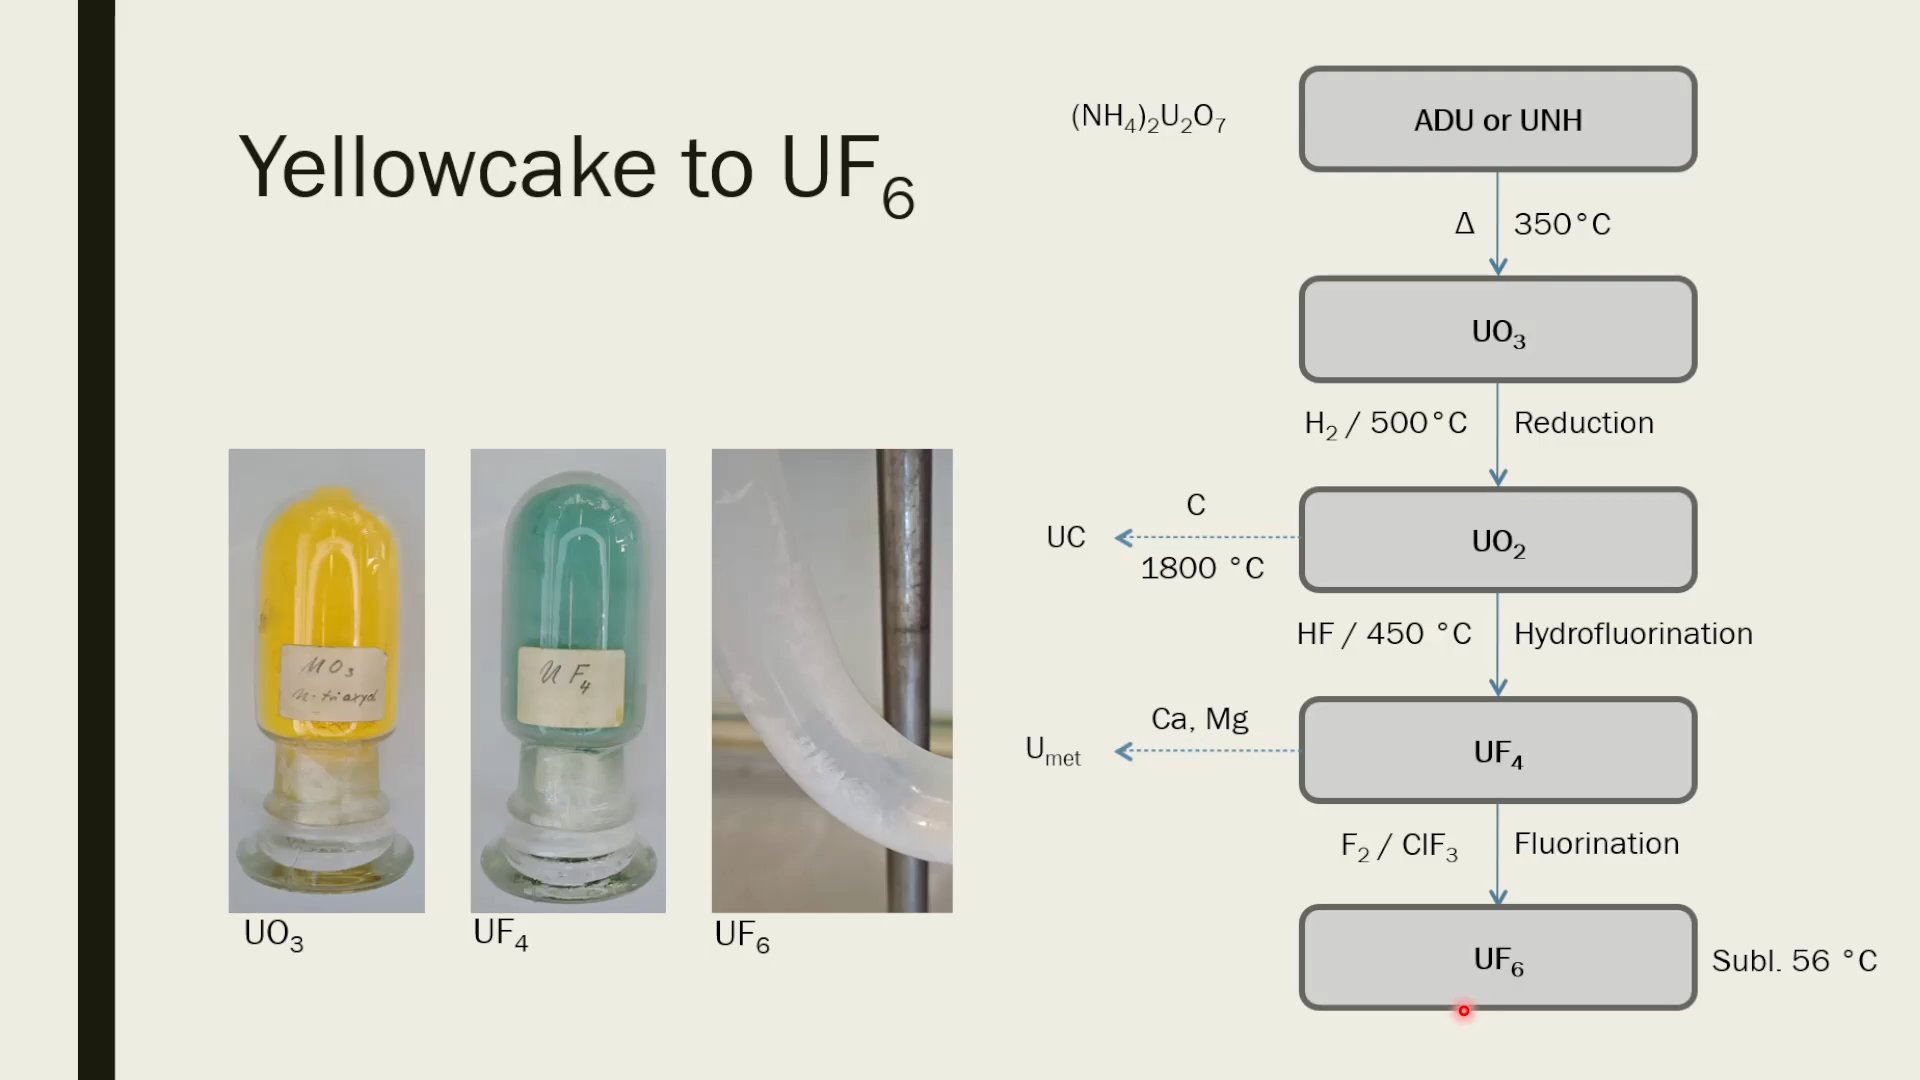 Yellowcake to UF₆
(NH₄)₂U₂O₇
ADU or UNH
Δ 350°C
UO₃
H₂ / 500°C Reduction
UO₂
C
UC
1800 °C
HF / 450 °C Hydrofluorination
UF₄
Ca, Mg
Uₘₑₜ
F₂ / ClF₃ Fluorination
UF₆
Subl. 56 °C
UO₃
U-trioxyd
UF₄
UO₃
UF₄
UF₆